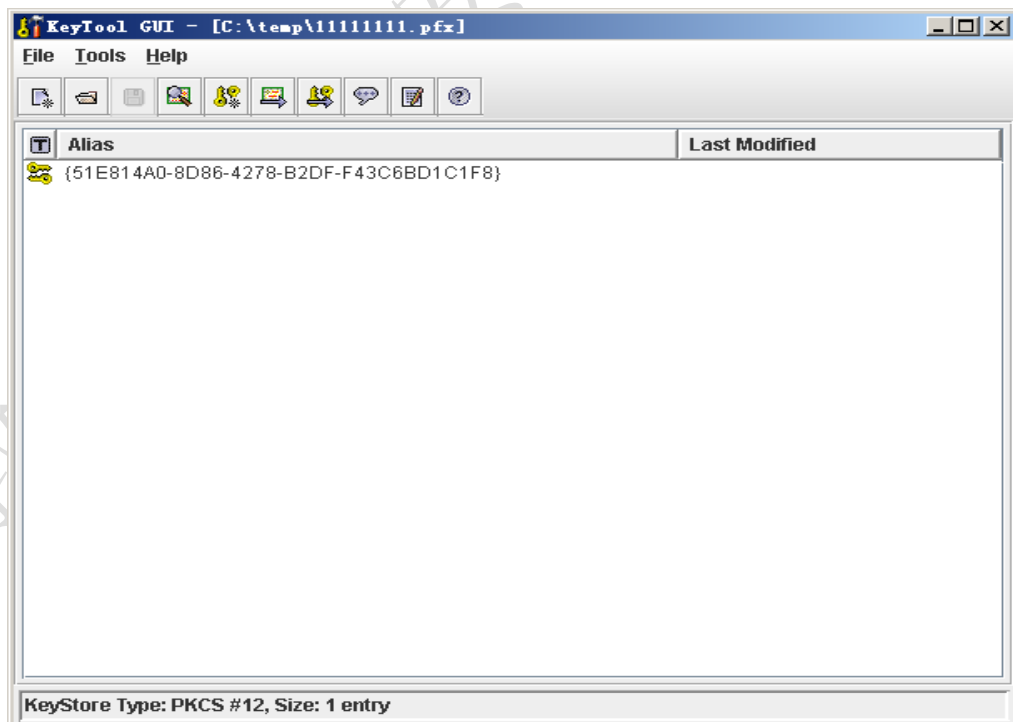 KeyTool GUI - [C:\temp\11111111.pfx]
File Tools Help
T Alias Last Modified
{51E814A0-8D86-4278-B2DF-F43C6BD1C1F8}
KeyStore Type: PKCS #12, Size: 1 entry